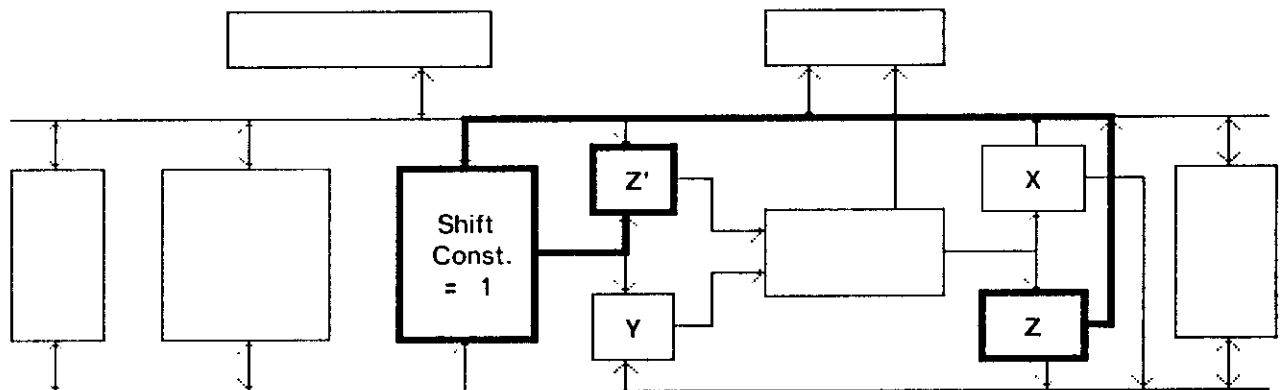 Z'
X
Shift
Const.
= 1
Y
Z